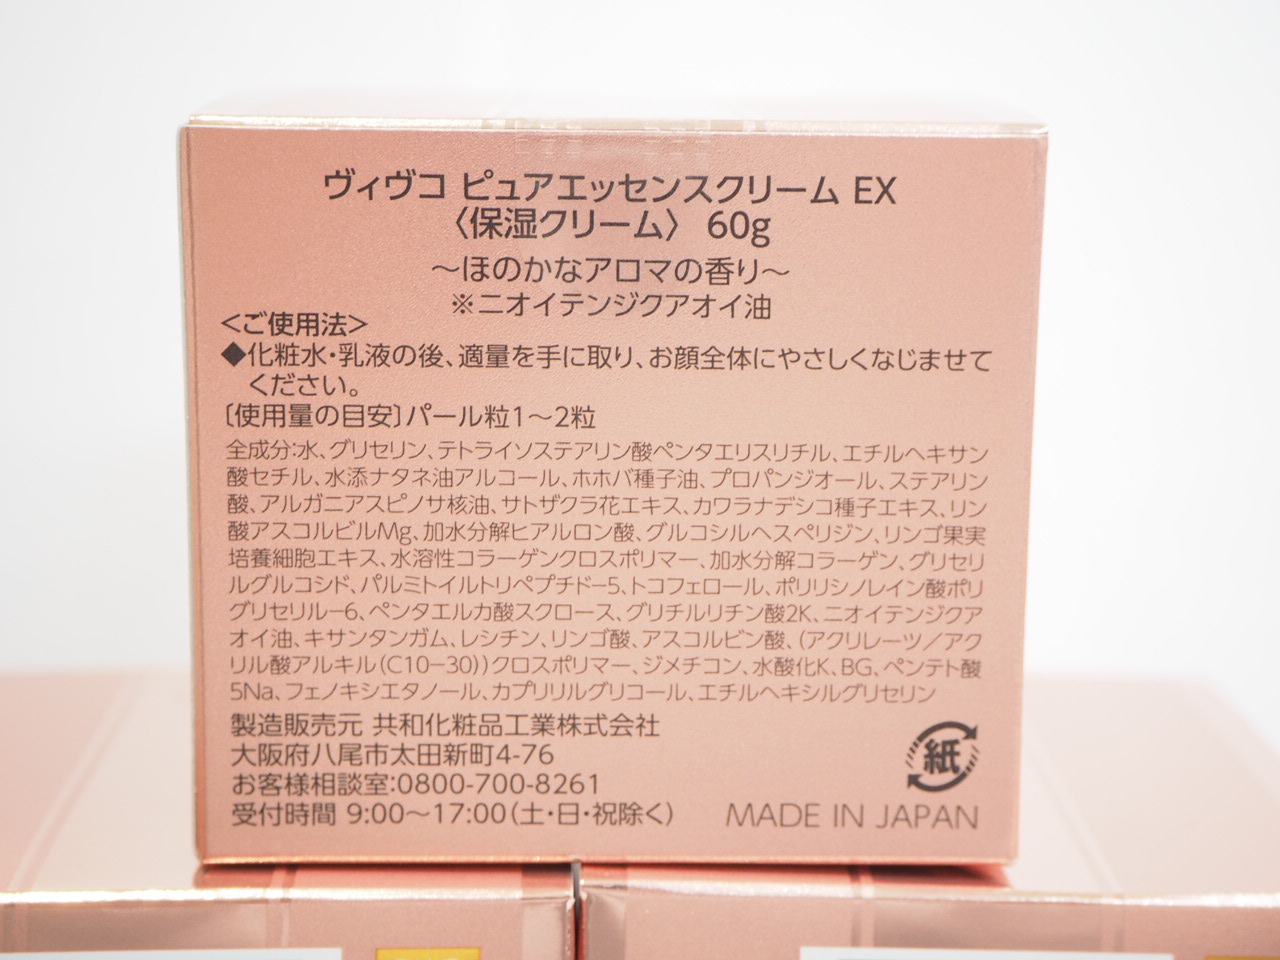 ヴィヴコ ピュアエッセンスクリーム EX
〈保湿クリーム〉 60g
～ほのかなアロマの香り～
※ニオイテンジクアオイ油
＜ご使用法＞
◆化粧水・乳液の後、適量を手に取り、お顔全体にやさしくなじませて
ください。
〔使用量の目安〕パール粒1～2粒
全成分：水、グリセリン、テトライソステアリン酸ペンタエリスリチル、エチルヘキサン
酸セチル、水添ナタネ油アルコール、ホホバ種子油、プロパンジオール、ステアリン
酸、アルガニアスピノサ核油、サトザクラ花エキス、カワラナデシコ種子エキス、リン
酸アスコルビルMg、加水分解ヒアルロン酸、グルコシルヘスペリジン、リンゴ果実
培養細胞エキス、水溶性コラーゲンクロスポリマー、加水分解コラーゲン、グリセリ
ルグルコシド、パルミトイルトリペプチド-5、トコフェロール、ポリリシノレイン酸ポリ
グリセリル-6、ペンタエルカ酸スクロース、グリチルリチン酸2K、ニオイテンジクア
オイ油、キサンタンガム、レシチン、リンゴ酸、アスコルビン酸、（アクリレーツ／アク
リル酸アルキル（C10-30））クロスポリマー、ジメチコン、水酸化K、BG、ペンテト酸
5Na、フェノキシエタノール、カプリリルグリコール、エチルヘキシルグリセリン
製造販売元 共和化粧品工業株式会社
大阪府八尾市太田新町4-76
お客様相談室：0800-700-8261
受付時間 9:00～17:00（土・日・祝除く）
紙
MADE IN JAPAN